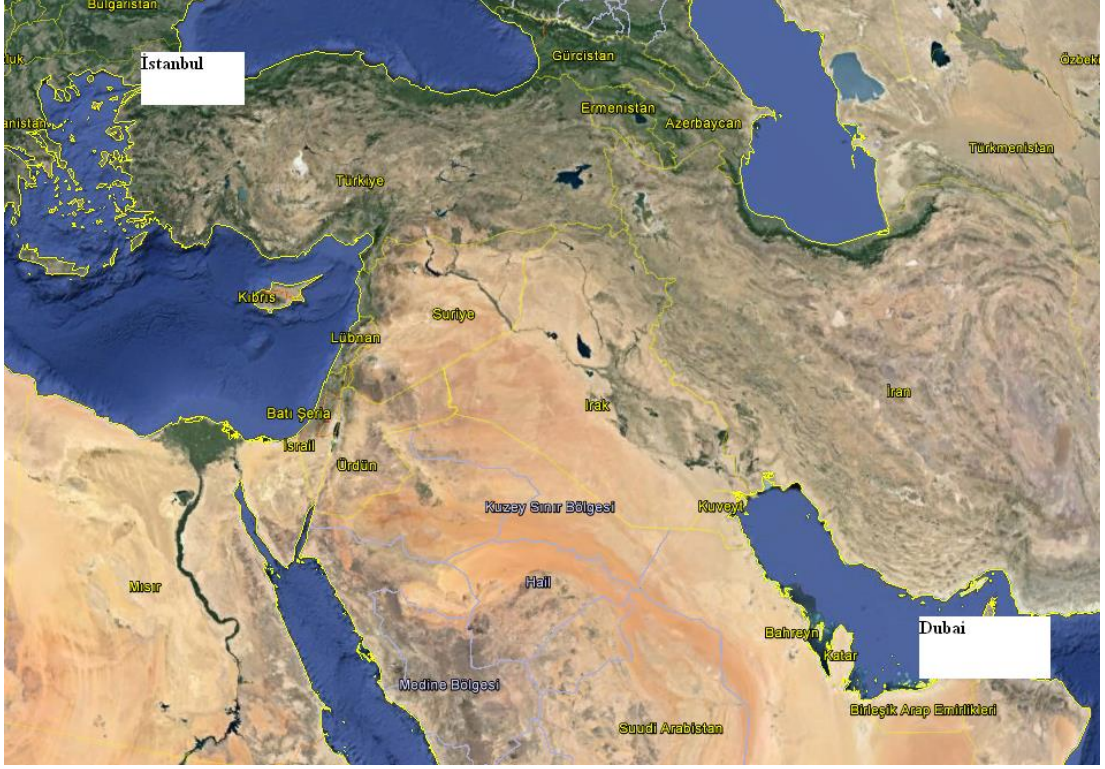 Bulgaristan
İstanbul
Gürcistan
Özbeki
Ermenistan
Azerbaycan
Türkmenistan
Türkiye
Kıbrıs
Suriye
Lübnan
İran
Irak
Batı Şeria
İsrail
Ürdün
Kuzey Sınır Bölgesi
Kuveyt
Mısır
Hail
Dubai
Bahreyn
Katar
Medine Bölgesi
Birleşik Arap Emirlikleri
Suudi Arabistan